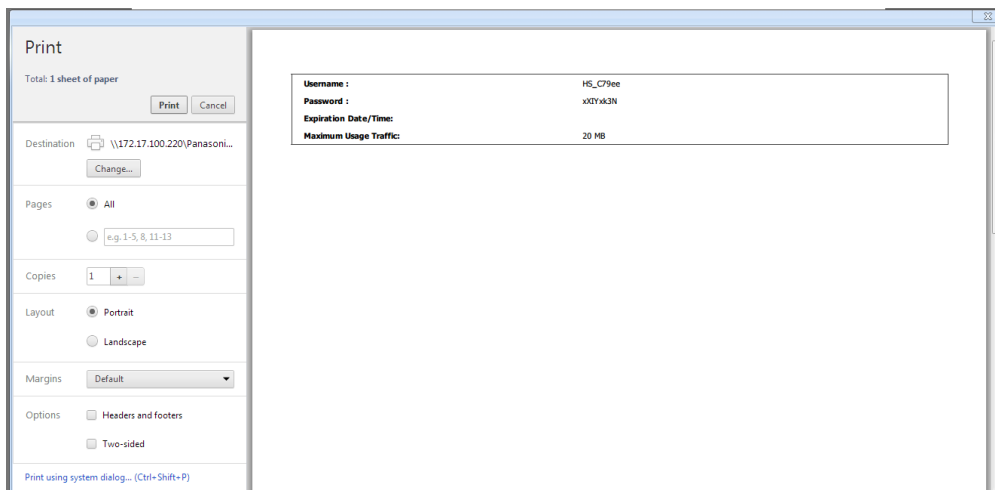 Print
Total: 1 sheet of paper
Print Cancel
Destination \\172.17.100.220\Panasoni...
Change...
Pages All
e.g. 1-5, 8, 11-13
Copies 1 + −
Layout Portrait
Landscape
Margins Default
Options Headers and footers
Two-sided
Print using system dialog... (Ctrl+Shift+P)
Username : HS_C79ee
Password : xXIYxk3N
Expiration Date/Time:
Maximum Usage Traffic: 20 MB